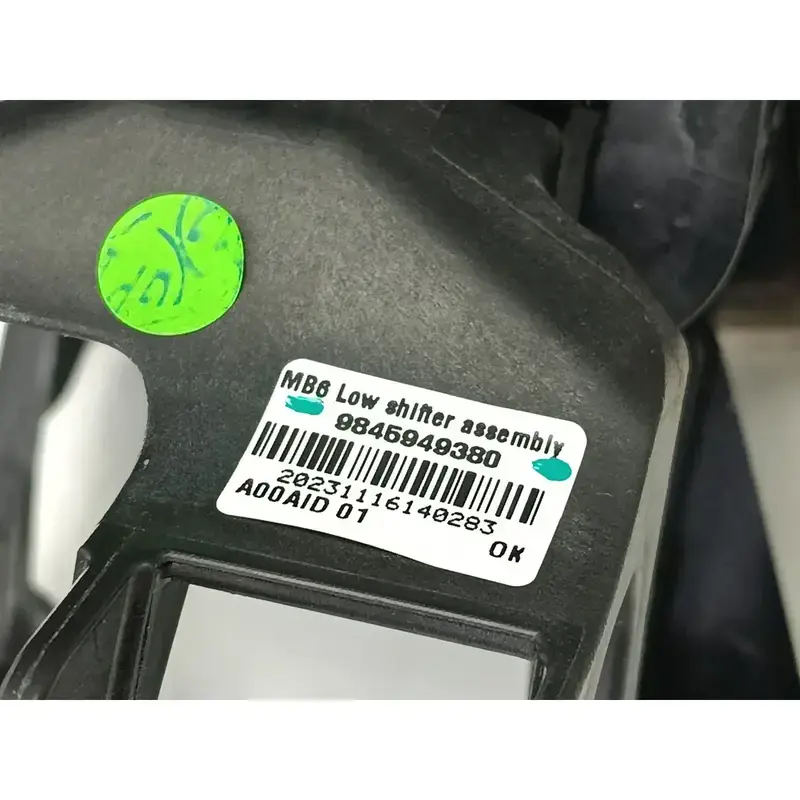 MB6 Low shifter assembly
9845949380
20231116140283
A00AID 01
OK